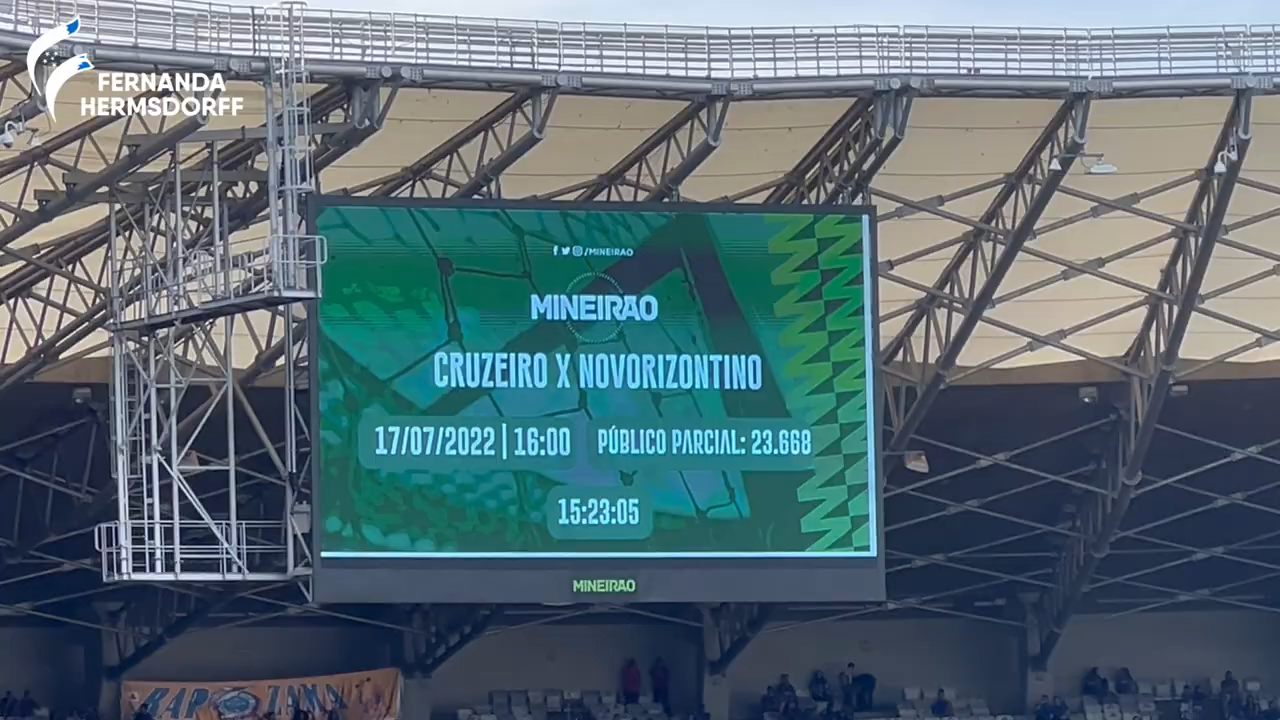 FERNANDA
HERMSDORFF
/MINEIRAO
MINEIRÃO
CRUZEIRO X NOVORIZONTINO
17/07/2022 | 16:00 PÚBLICO PARCIAL: 23.668
15:23:05
MINEIRÃO